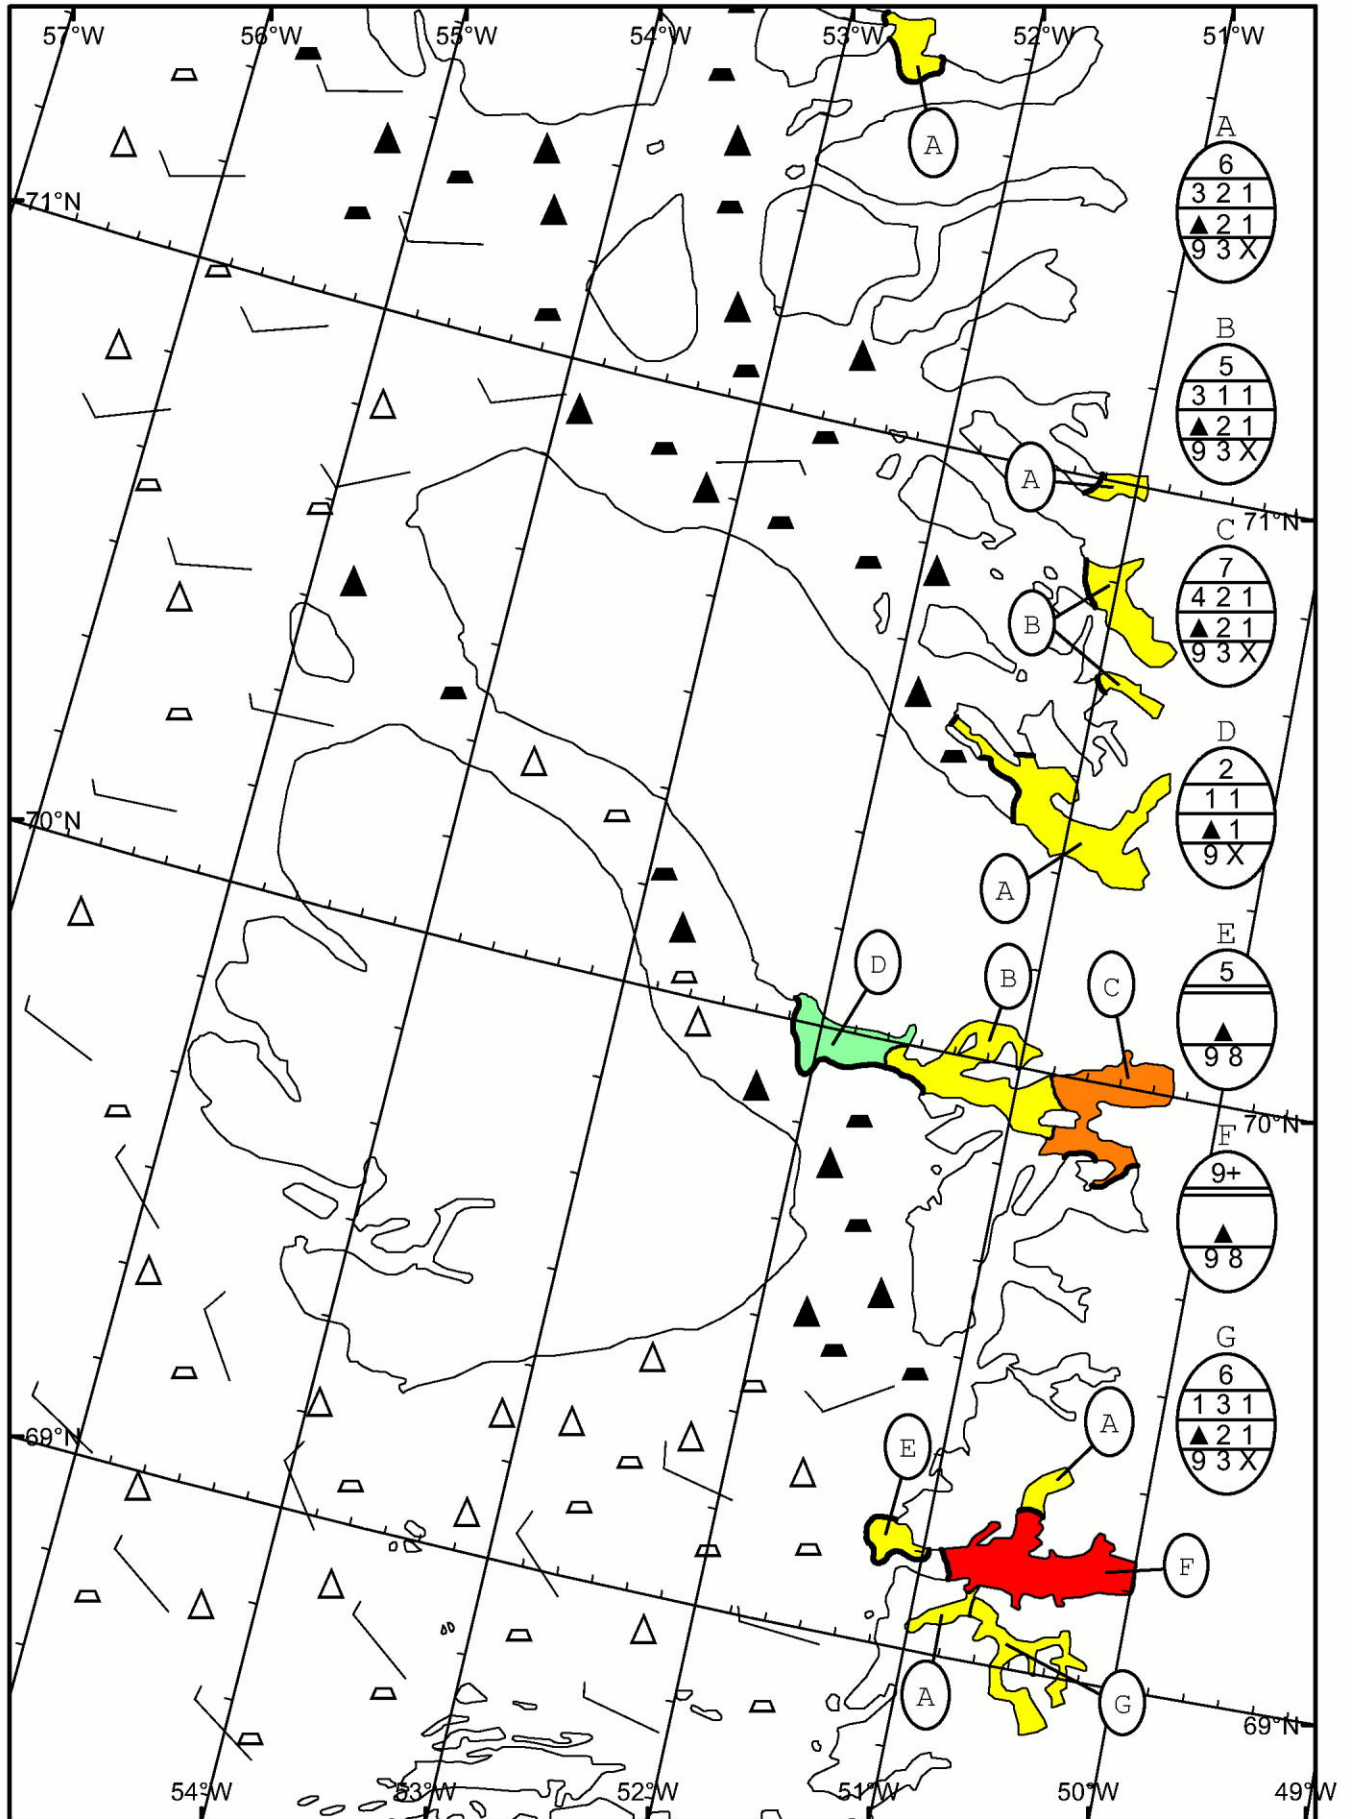 57°W 56°W 55°W 54°W 53°W 52°W 51°W
A
A
6
3 2 1
▲ 2 1
9 3 X
71°N
B
5
3 1 1
▲ 2 1
9 3 X
A
71°N
C
7
4 2 1
▲ 2 1
9 3 X
B
D
2
1 1
▲ 1
9 X
70°N
A
E
5
▲
9 8
D
B
C
70°N
F
9+
▲
9 8
G
6
1 3 1
▲ 2 1
9 3 X
A
69°N
E
F
A
G
69°N
54°W 53°W 52°W 51°W 50°W 49°W